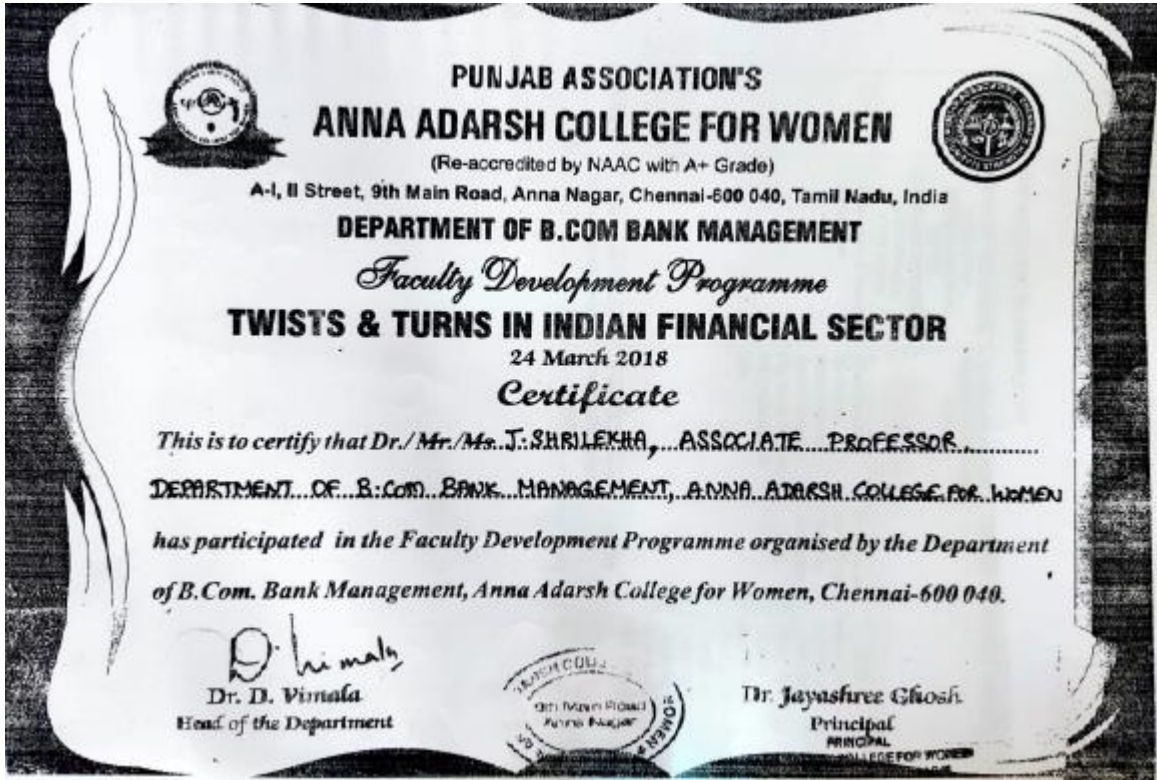 PUNJAB ASSOCIATION'S
ANNA ADARSH COLLEGE FOR WOMEN
(Re-accredited by NAAC with A+ Grade)
A-I, II Street, 9th Main Road, Anna Nagar, Chennai-600 040, Tamil Nadu, India
DEPARTMENT OF B.COM BANK MANAGEMENT
Faculty Development Programme
TWISTS & TURNS IN INDIAN FINANCIAL SECTOR
24 March 2018
Certificate
This is to certify that Dr./Mr./Ms. J. SHRILEKHA, ASSOCIATE PROFESSOR,
DEPARTMENT OF B.COM BANK MANAGEMENT, ANNA ADARSH COLLEGE FOR WOMEN
has participated in the Faculty Development Programme organised by the Department
of B.Com. Bank Management, Anna Adarsh College for Women, Chennai-600 040.
D. Vimala
Dr. D. Vimala
Head of the Department
9th Main Road
Anna Nagar
Dr. Jayashree Ghosh
Principal
PRINCIPAL
COLLEGE FOR WOMEN